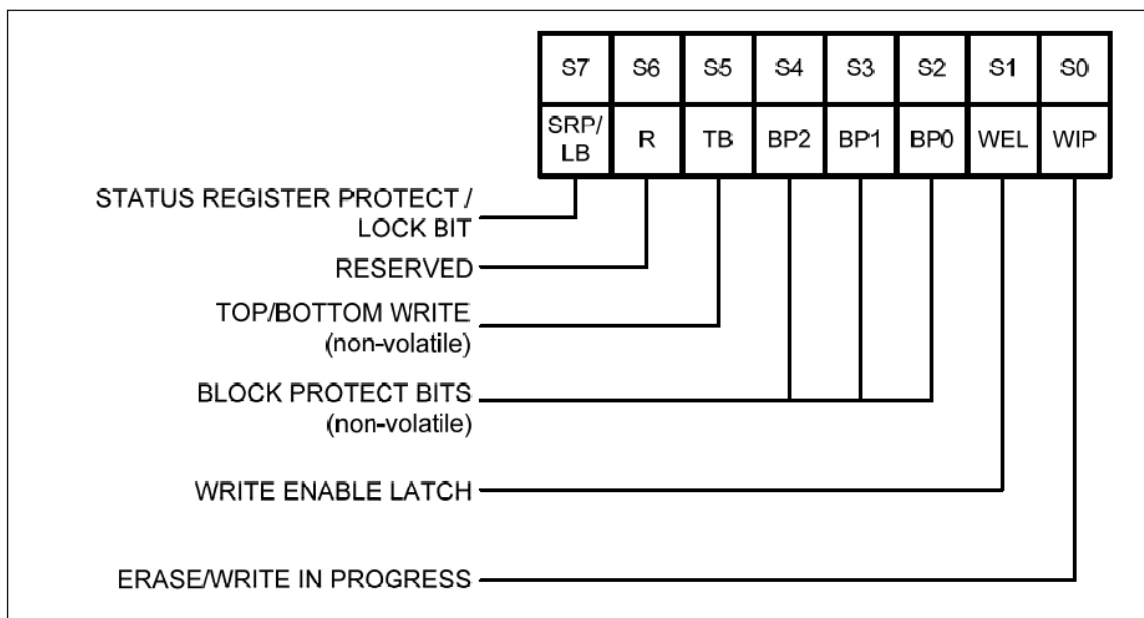 S7 S6 S5 S4 S3 S2 S1 S0
SRP/ LB R TB BP2 BP1 BP0 WEL WIP
STATUS REGISTER PROTECT /
LOCK BIT
RESERVED
TOP/BOTTOM WRITE
(non-volatile)
BLOCK PROTECT BITS
(non-volatile)
WRITE ENABLE LATCH
ERASE/WRITE IN PROGRESS